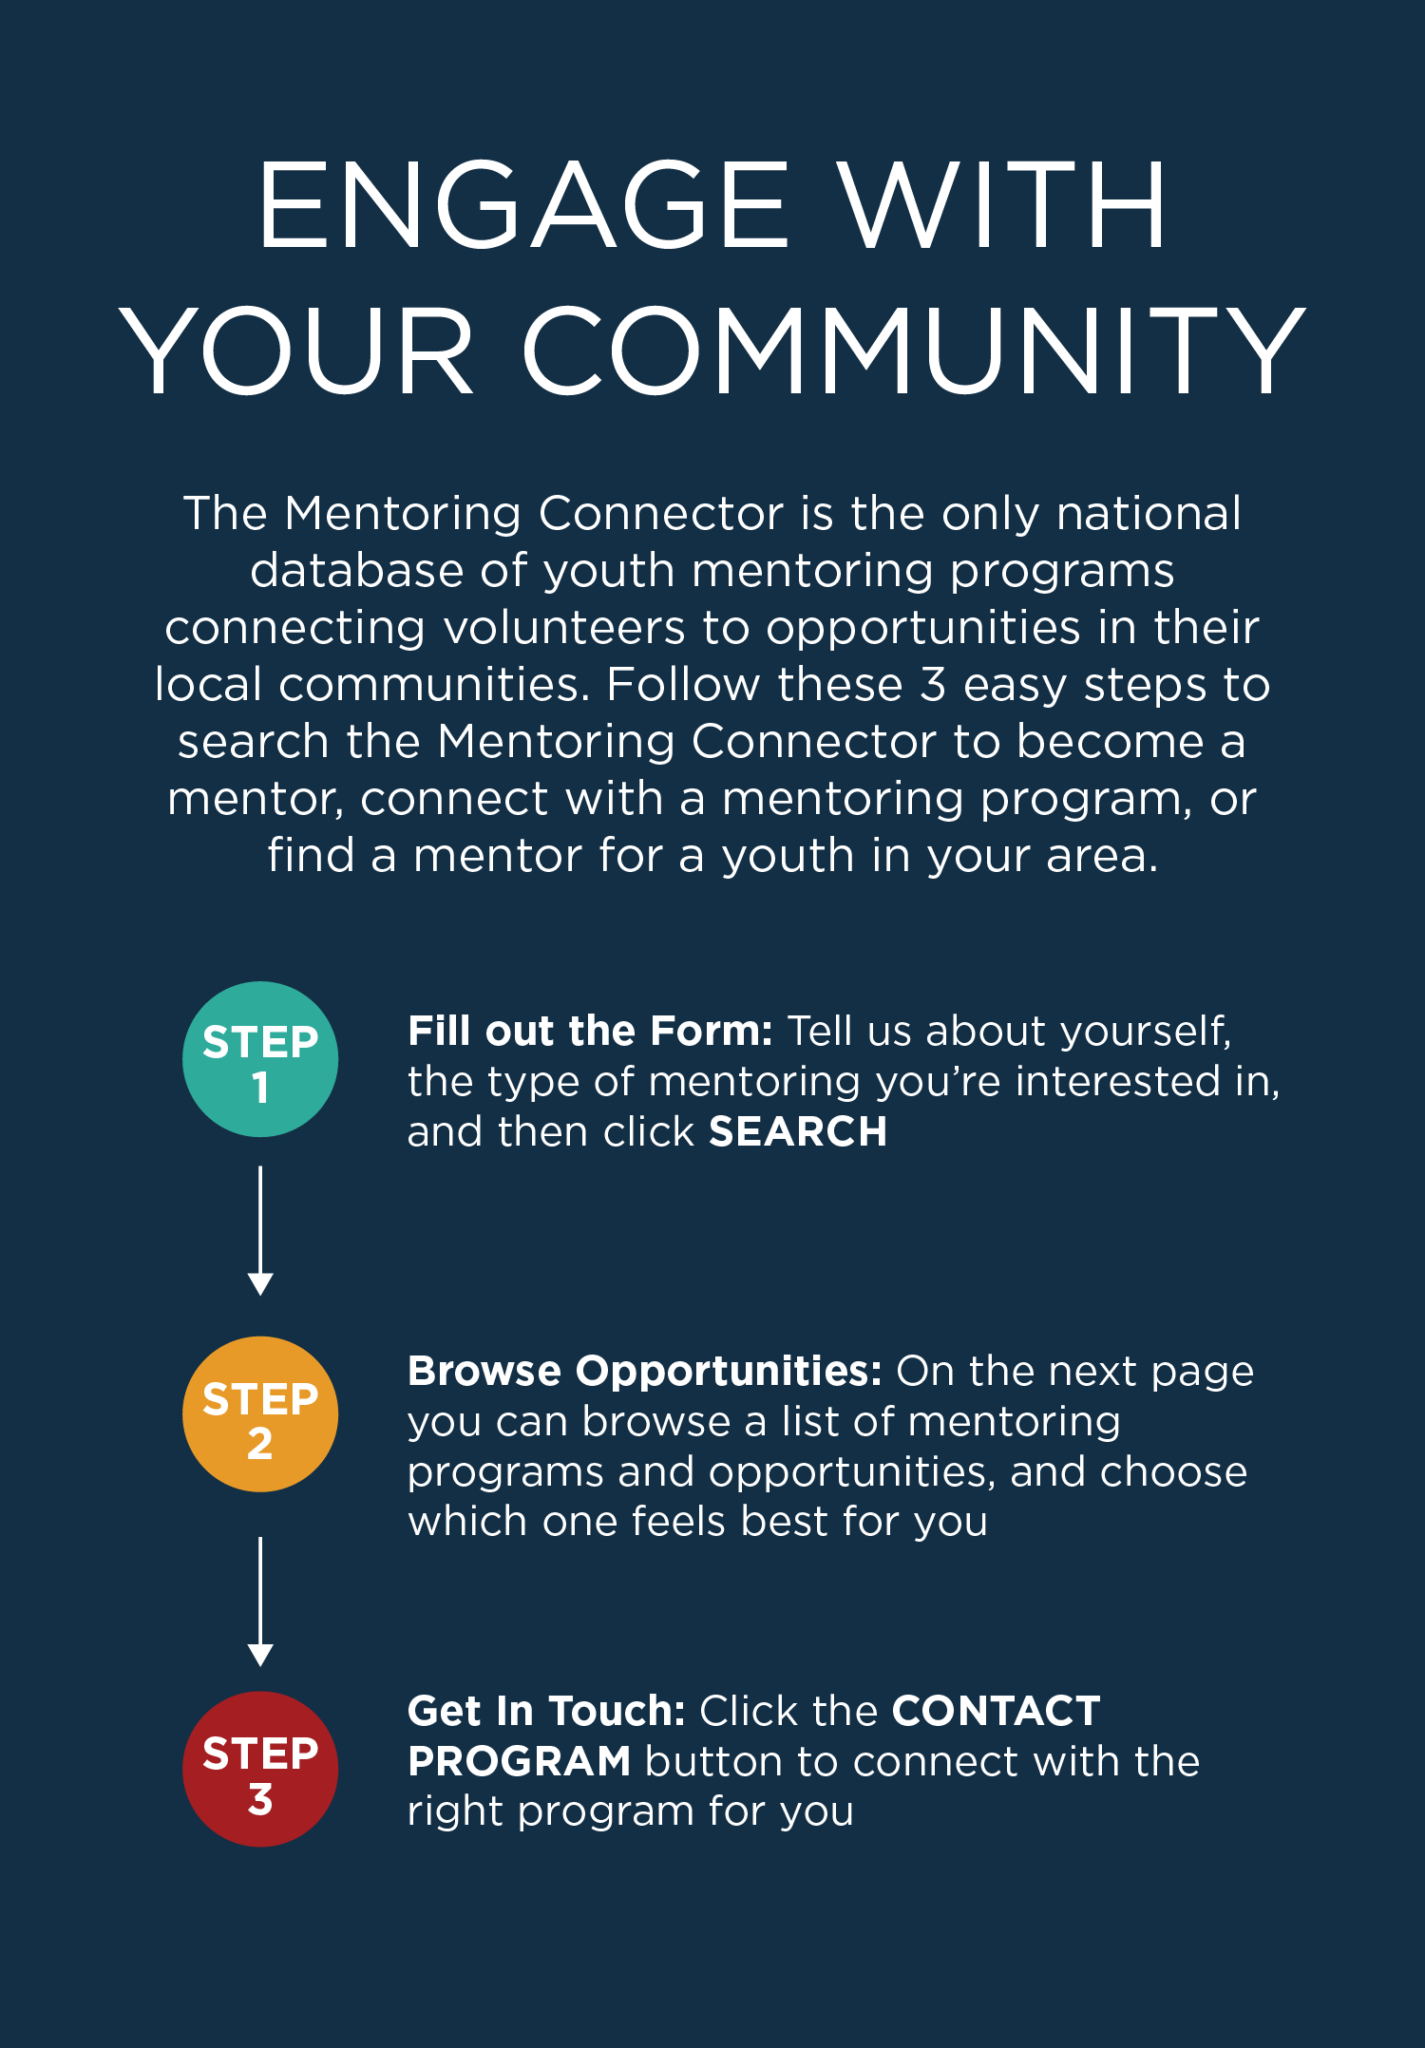 ENGAGE WITH
YOUR COMMUNITY
The Mentoring Connector is the only national
database of youth mentoring programs
connecting volunteers to opportunities in their
local communities. Follow these 3 easy steps to
search the Mentoring Connector to become a
mentor, connect with a mentoring program, or
find a mentor for a youth in your area.
STEP
1
Fill out the Form: Tell us about yourself,
the type of mentoring you’re interested in,
and then click SEARCH
STEP
2
Browse Opportunities: On the next page
you can browse a list of mentoring
programs and opportunities, and choose
which one feels best for you
STEP
3
Get In Touch: Click the CONTACT
PROGRAM button to connect with the
right program for you